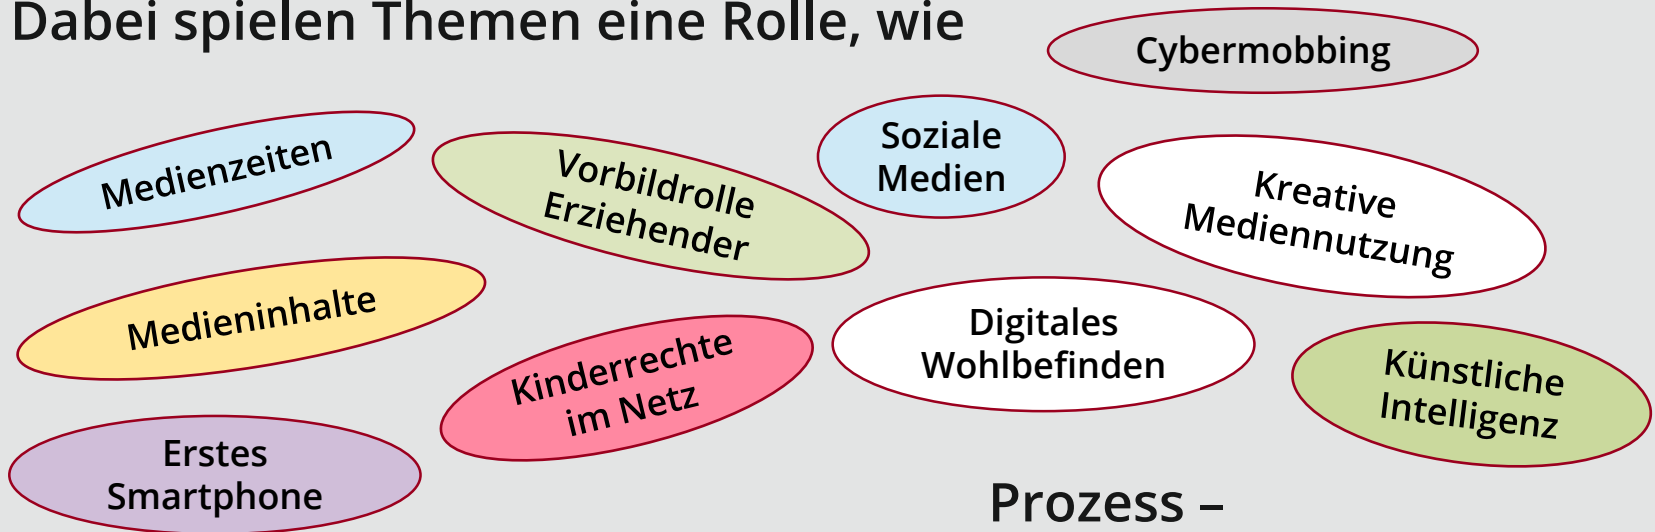 Dabei spielen Themen eine Rolle, wie
Cybermobbing
Medienzeiten
Vorbildrolle
Erziehender
Soziale
Medien
Kreative
Mediennutzung
Medieninhalte
Kinderrechte
im Netz
Digitales
Wohlbefinden
Künstliche
Intelligenz
Erstes
Smartphone
Prozess –